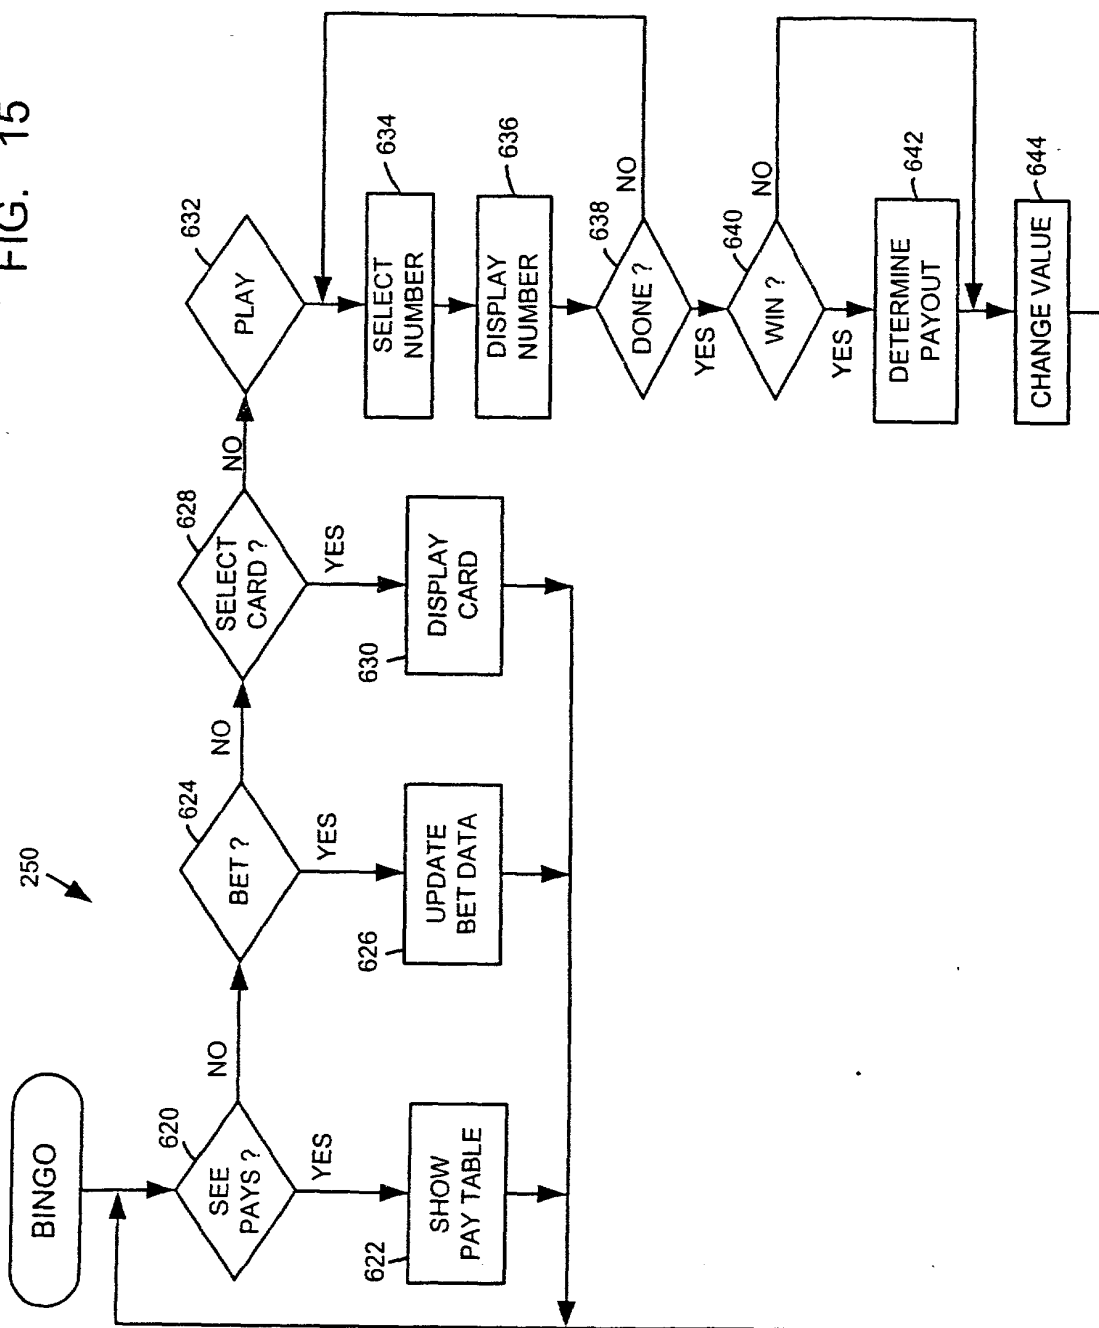 FIG. 15
250
BINGO
620
SEE
PAYS ?
NO
YES
622
SHOW
PAY TABLE
624
BET ?
NO
YES
626
UPDATE
BET DATA
628
SELECT
CARD ?
NO
YES
630
DISPLAY
CARD
632
PLAY
634
SELECT
NUMBER
636
DISPLAY
NUMBER
638
DONE ?
NO
YES
640
WIN ?
NO
YES
642
DETERMINE
PAYOUT
644
CHANGE VALUE